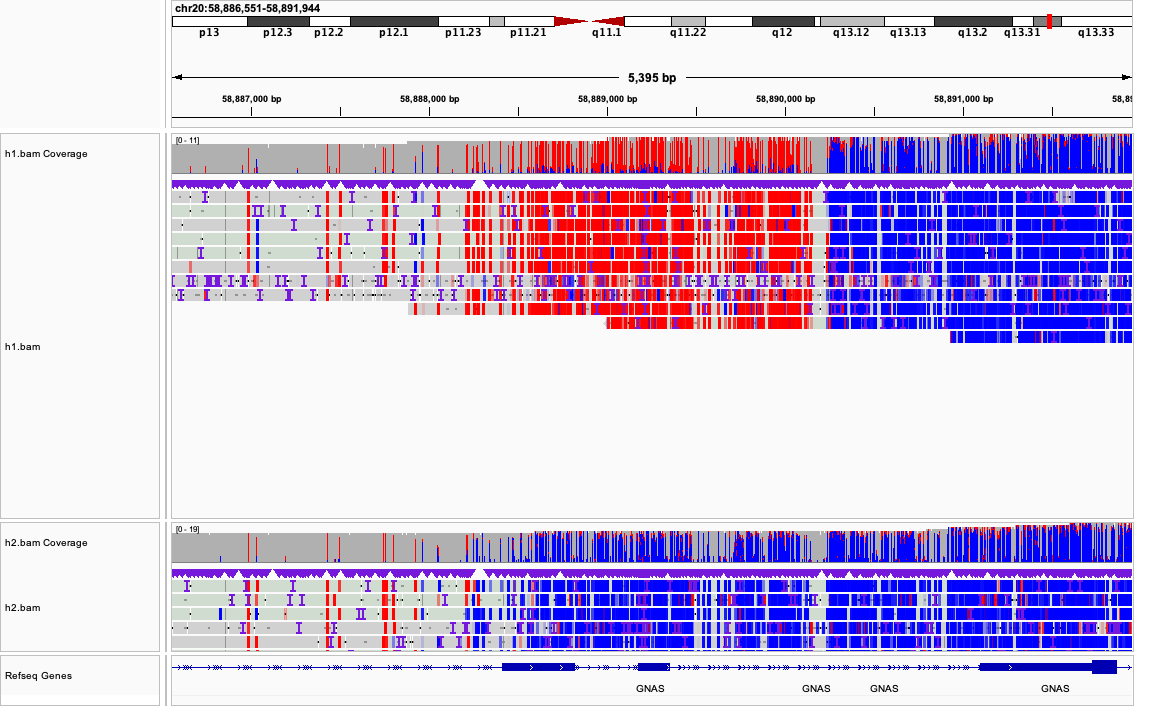 chr20:58,886,551-58,891,944
p13 p12.3 p12.2 p12.1 p11.23 p11.21 q11.1 q11.22 q12 q13.12 q13.13 q13.2 q13.31 q13.33
5,395 bp
58,887,000 bp 58,888,000 bp 58,889,000 bp 58,890,000 bp 58,891,000 bp 58,89
[0 - 11]
h1.bam Coverage
h1.bam
[0 - 19]
h2.bam Coverage
h2.bam
Refseq Genes
GNAS GNAS GNAS GNAS